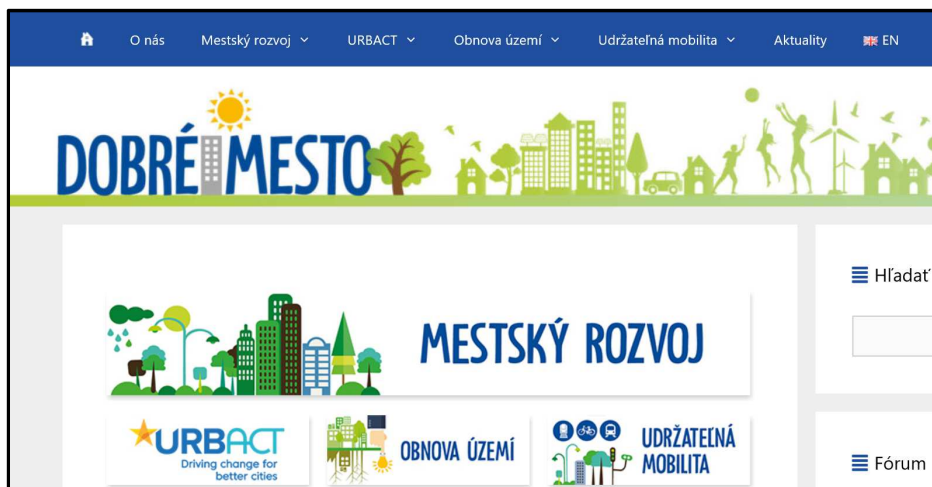 O nás Mestský rozvoj URBACT Obnova území Udržateľná mobilita Aktuality EN
DOBRÉ MESTO
Hľadať
MESTSKÝ ROZVOJ
URBACT
Driving change for
better cities
OBNOVA ÚZEMÍ
UDRŽATEĽNÁ
MOBILITA
Fórum